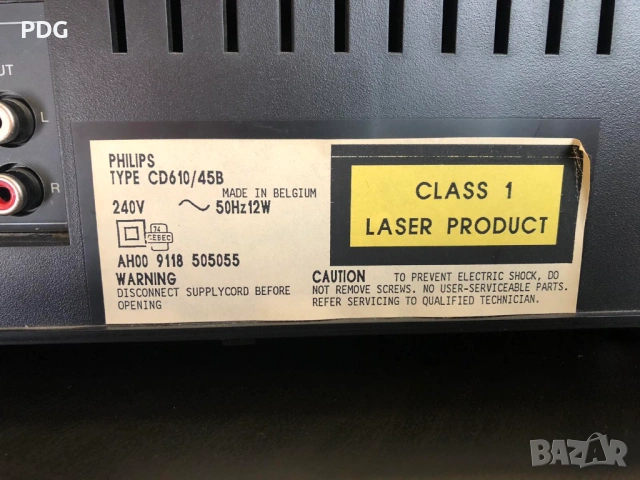 PDG
UT
L
R
PHILIPS
TYPE CD610/45B
MADE IN BELGIUM
240V ~ 50Hz12W
74
CEBEC
AH00 9118 505055
WARNING
DISCONNECT SUPPLYCORD BEFORE
OPENING
CLASS 1
LASER PRODUCT
CAUTION TO PREVENT ELECTRIC SHOCK, DO
NOT REMOVE SCREWS. NO USER-SERVICEABLE PARTS.
REFER SERVICING TO QUALIFIED TECHNICIAN.
BAZAR